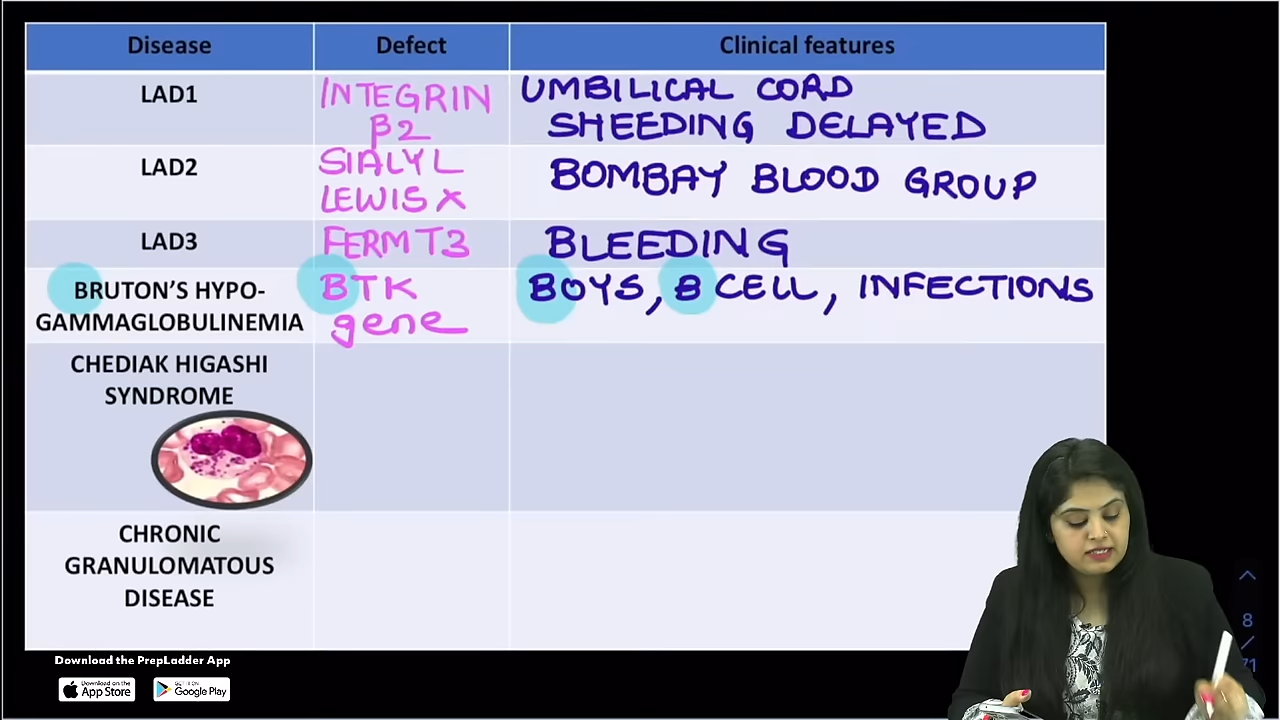 Disease Defect Clinical features
LAD1 INTEGRIN β2 UMBILICAL CORD
SHEEDING DELAYED
LAD2 SIALYL LEWIS X BOMBAY BLOOD GROUP
LAD3 FERMT3 BLEEDING
BRUTON'S HYPO-
GAMMAGLOBULINEMIA
BTK
gene
BOYS, B CELL, INFECTIONS
CHEDIAK HIGASHI
SYNDROME
CHRONIC
GRANULOMATOUS
DISEASE
8
/
71
Download the PrepLadder App
Download on the
App Store
GET IT ON
Google Play